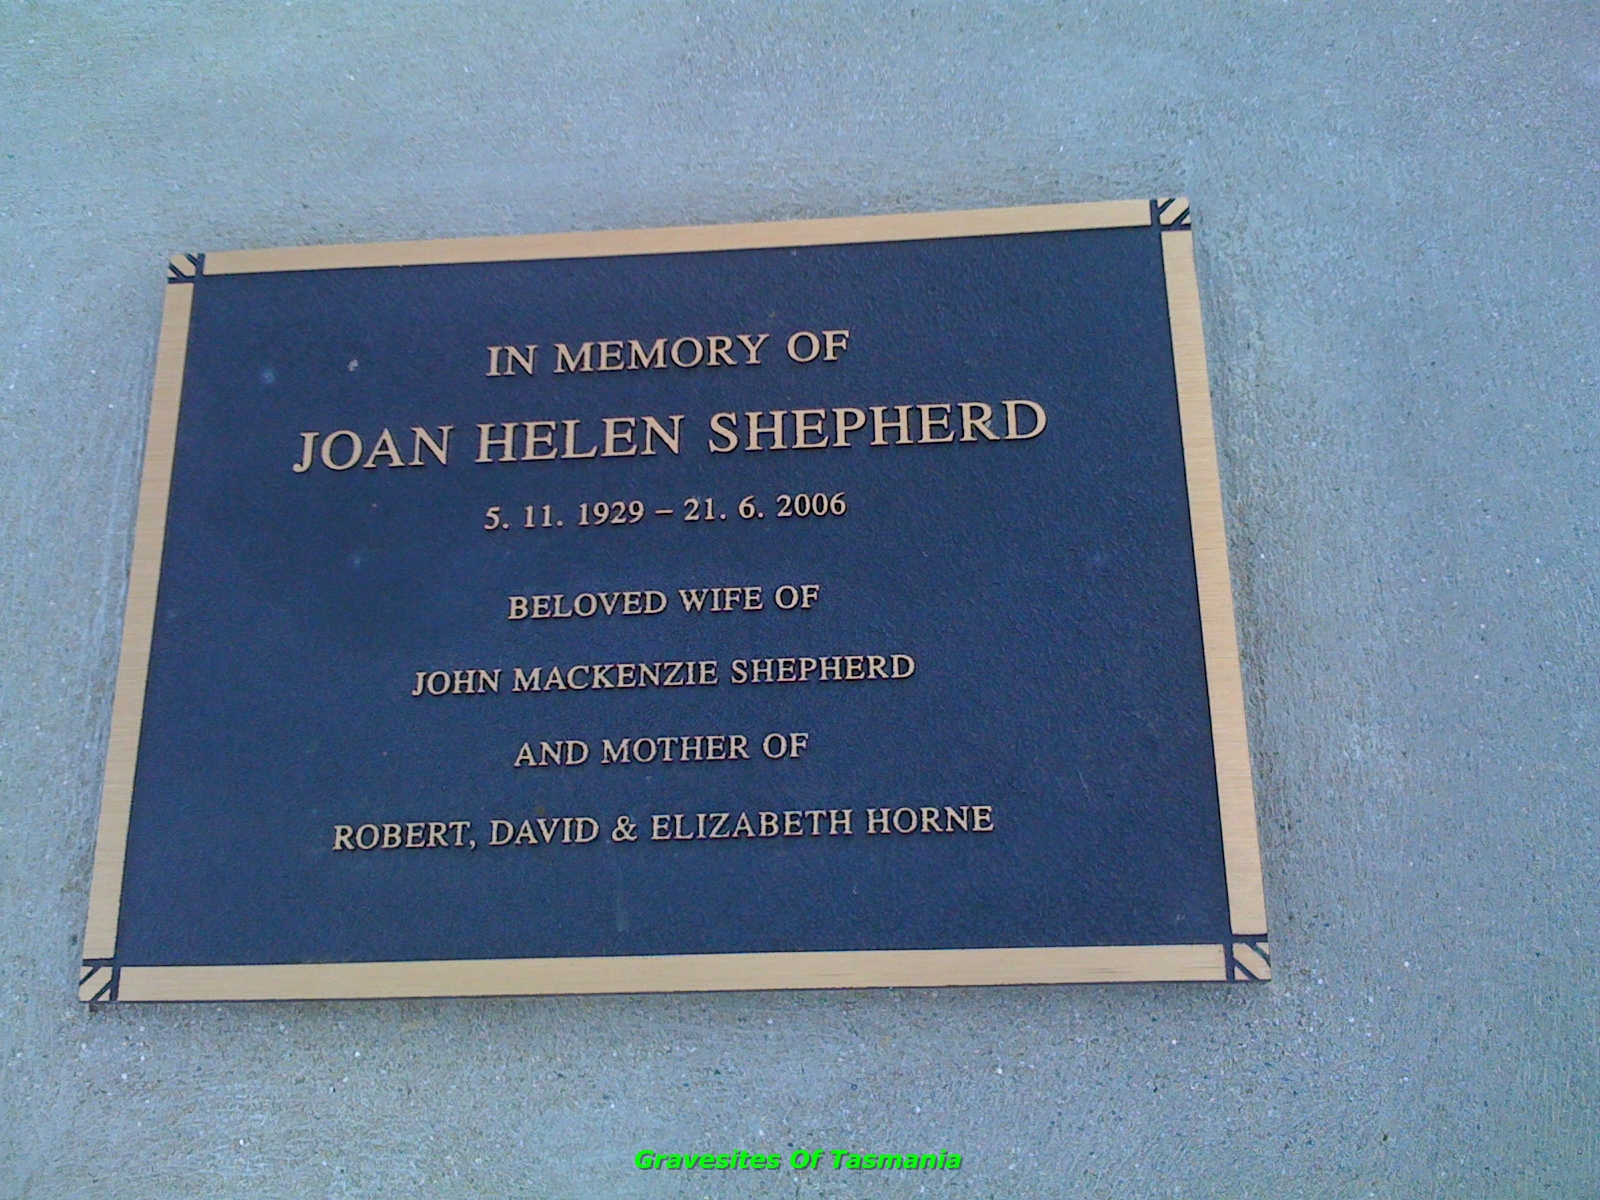 IN MEMORY OF
JOAN HELEN SHEPHERD
5. 11. 1929 – 21. 6. 2006
BELOVED WIFE OF
JOHN MACKENZIE SHEPHERD
AND MOTHER OF
ROBERT, DAVID & ELIZABETH HORNE
Gravesites Of Tasmania